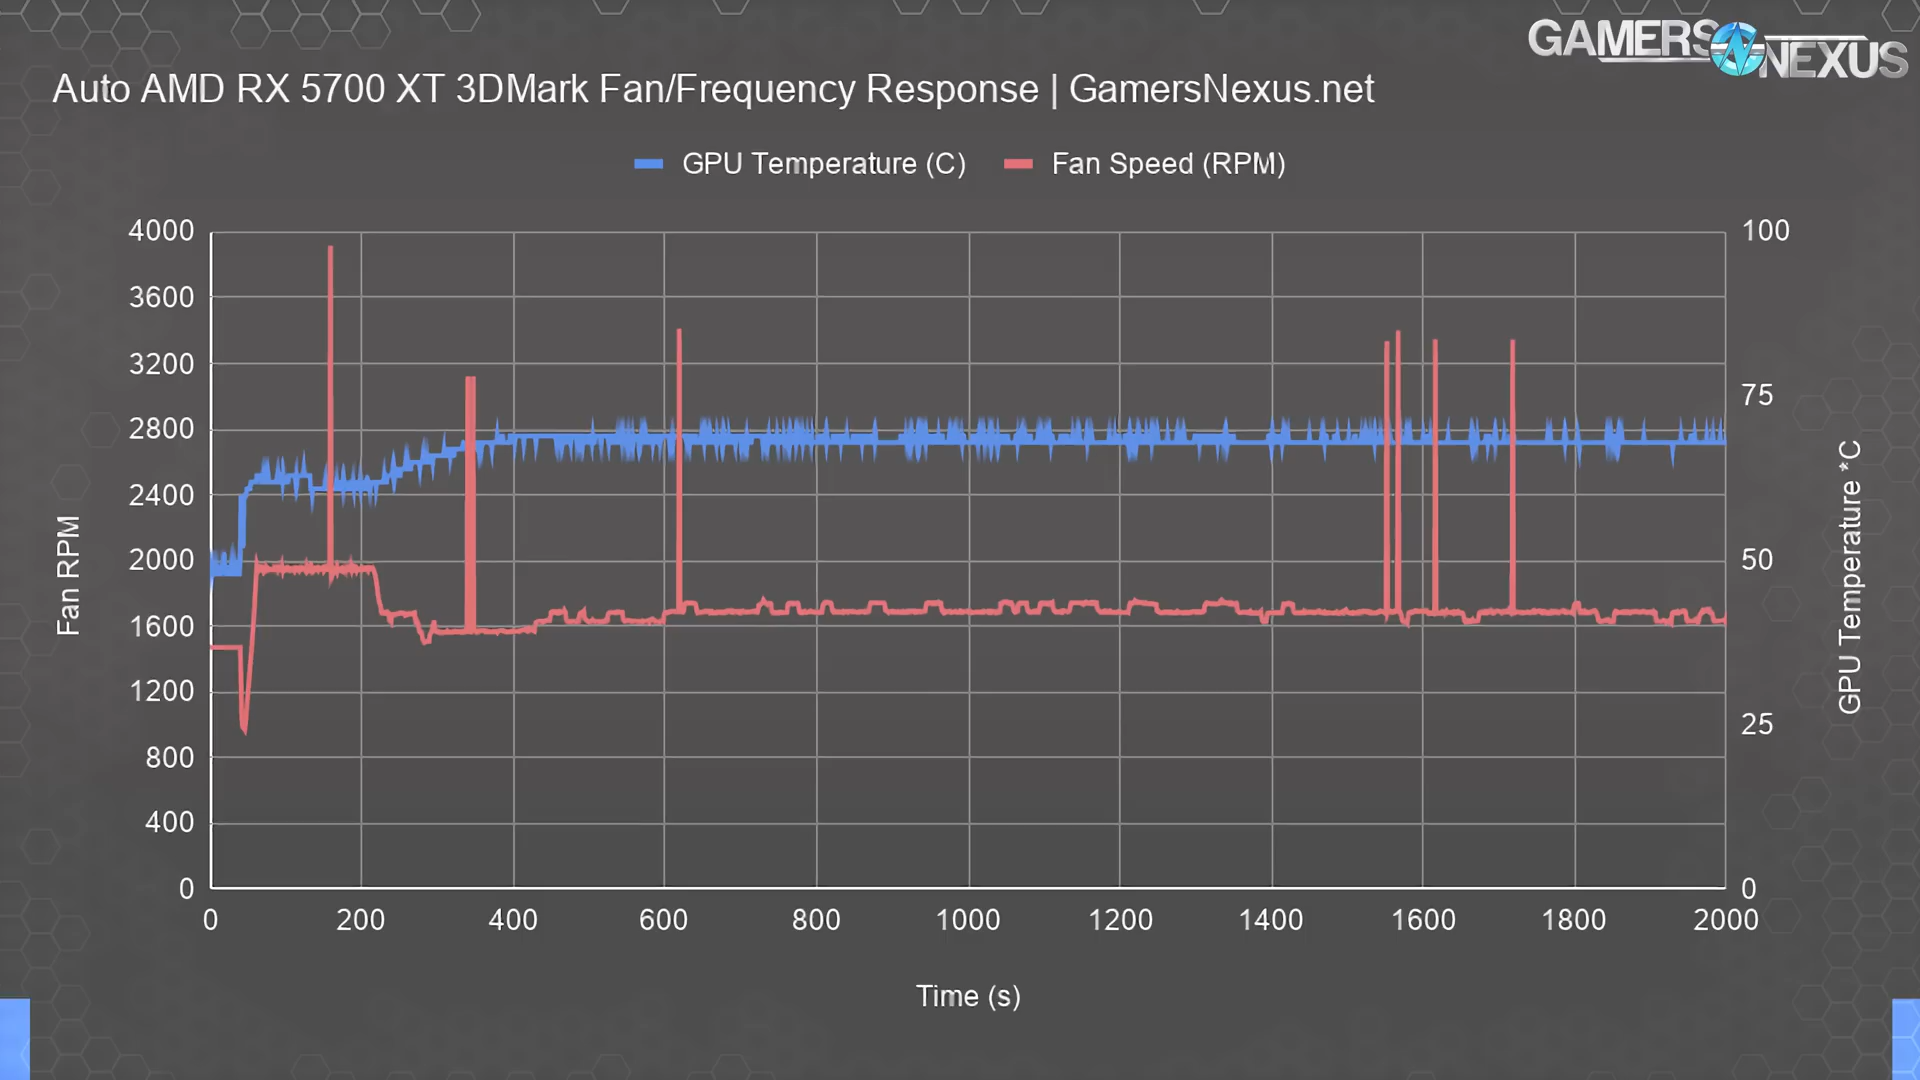 GAMERS NEXUS
Auto AMD RX 5700 XT 3DMark Fan/Frequency Response | GamersNexus.net
GPU Temperature (C) Fan Speed (RPM)
4000 100
3600
3200
75
2800
2400
2000 50
1600
1200
25
800
400
0 0
Fan RPM
GPU Temperature *C
0 200 400 600 800 1000 1200 1400 1600 1800 2000
Time (s)